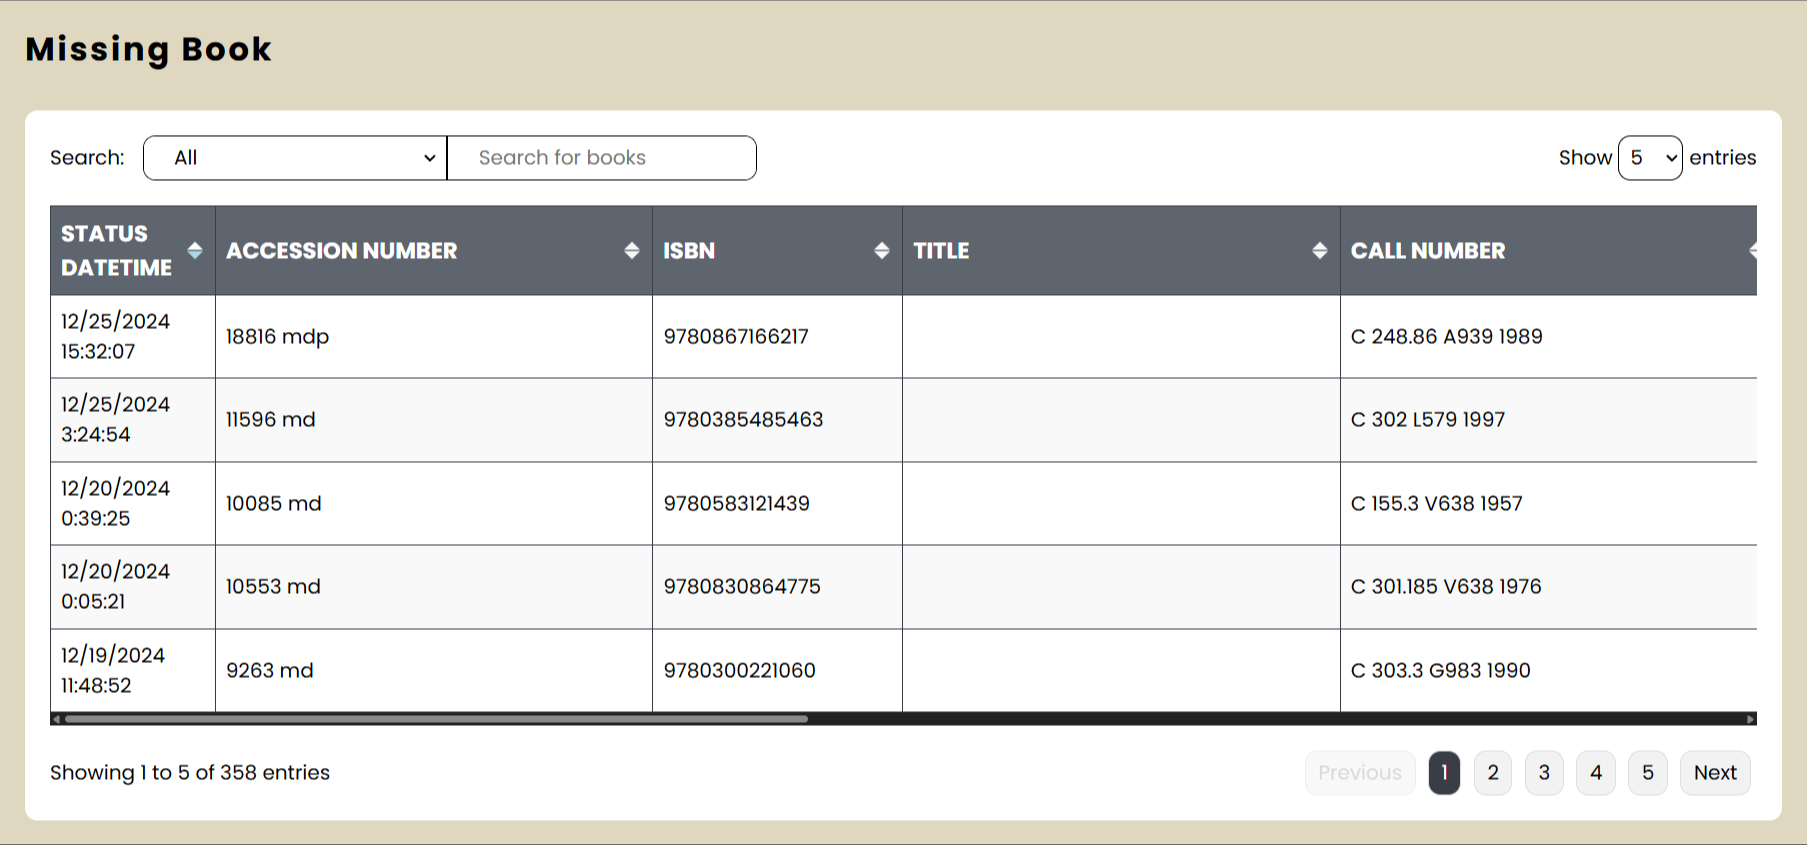 Missing Book
Search: All Search for books Show 5 entries
STATUS DATETIME ACCESSION NUMBER ISBN TITLE CALL NUMBER
12/25/2024 15:32:07 18816 mdp 9780867166217 C 248.86 A939 1989
12/25/2024 3:24:54 11596 md 9780385485463 C 302 L579 1997
12/20/2024 0:39:25 10085 md 9780583121439 C 155.3 V638 1957
12/20/2024 0:05:21 10553 md 9780830864775 C 301.185 V638 1976
12/19/2024 11:48:52 9263 md 9780300221060 C 303.3 G983 1990
Showing 1 to 5 of 358 entries Previous 1 2 3 4 5 Next